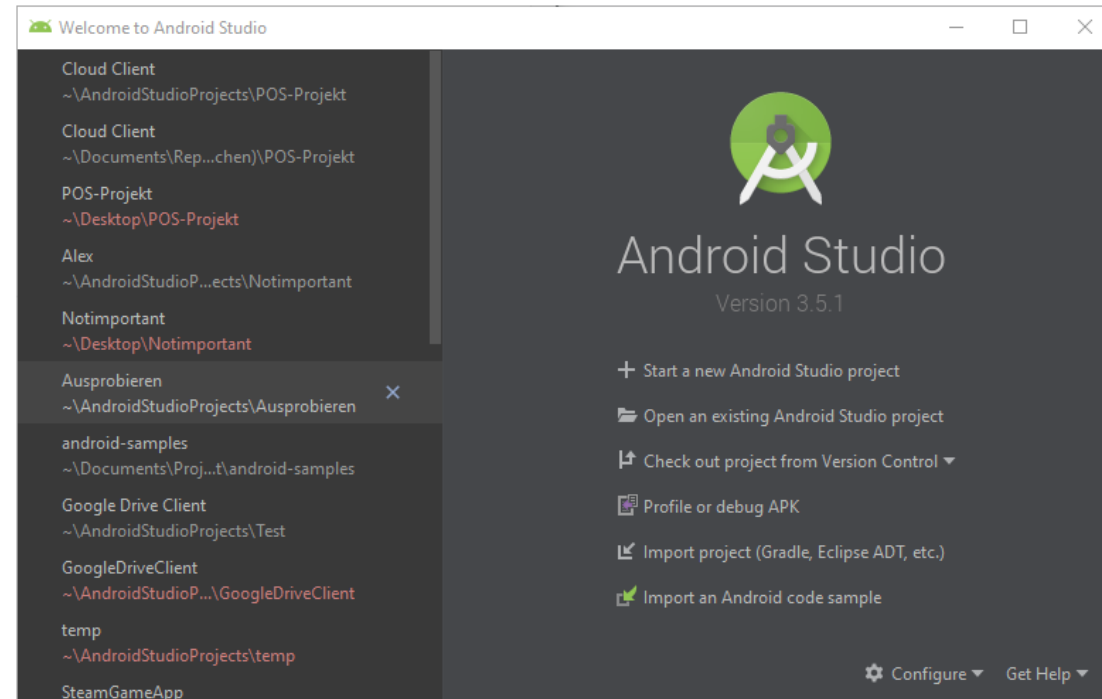 Welcome to Android Studio
Cloud Client
~\AndroidStudioProjects\POS-Projekt
Cloud Client
~\Documents\Rep...chen)\POS-Projekt
POS-Projekt
~\Desktop\POS-Projekt
Alex
~\AndroidStudioP...ects\Notimportant
Notimportant
~\Desktop\Notimportant
Ausprobieren
~\AndroidStudioProjects\Ausprobieren
android-samples
~\Documents\Proj...t\android-samples
Google Drive Client
~\AndroidStudioProjects\Test
GoogleDriveClient
~\AndroidStudioP...\GoogleDriveClient
temp
~\AndroidStudioProjects\temp
SteamGameApp
Android Studio
Version 3.5.1
Start a new Android Studio project
Open an existing Android Studio project
Check out project from Version Control
Profile or debug APK
Import project (Gradle, Eclipse ADT, etc.)
Import an Android code sample
Configure Get Help